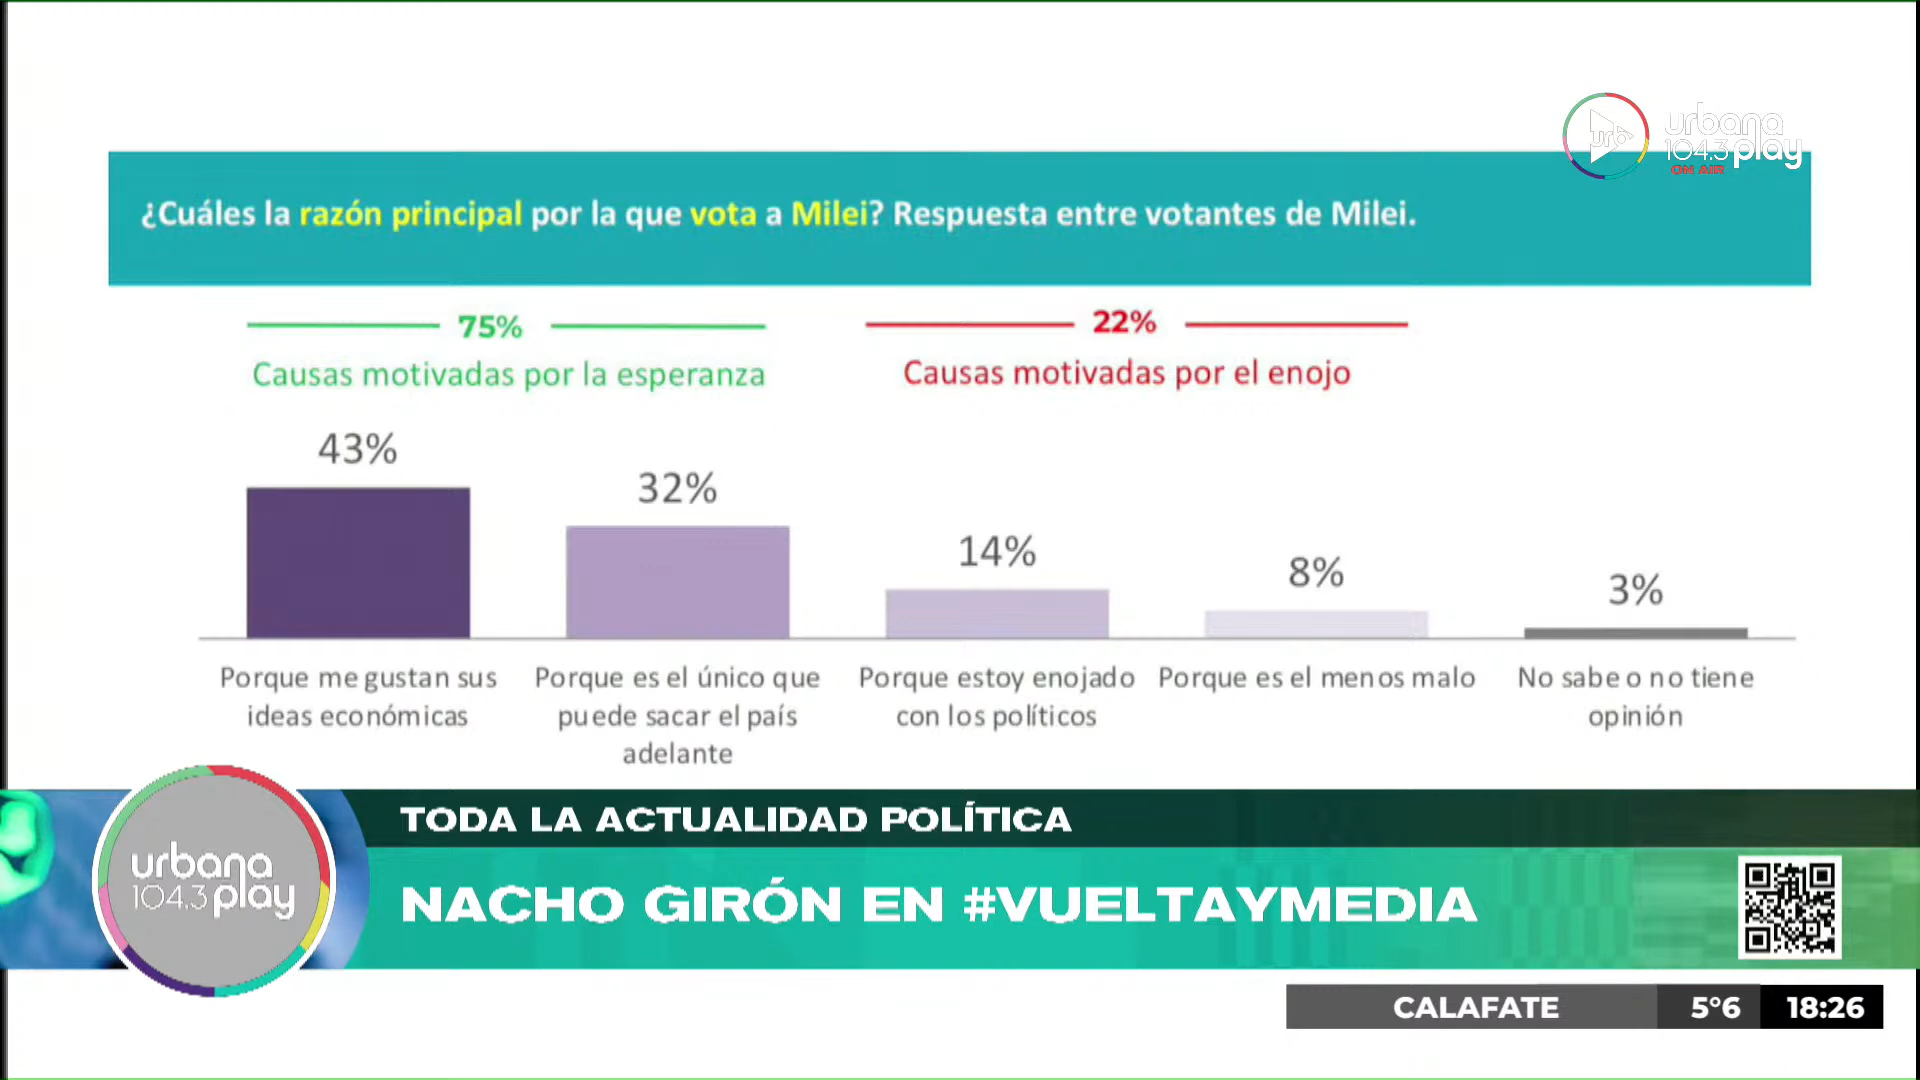 urb
urbana
104.3 play
ON AIR
¿Cuáles la razón principal por la que vota a Milei? Respuesta entre votantes de Milei.
75%
Causas motivadas por la esperanza
22%
Causas motivadas por el enojo
43%
32%
14%
8%
3%
Porque me gustan sus
ideas económicas
Porque es el único que
puede sacar el país
adelante
Porque estoy enojado
con los políticos
Porque es el menos malo
No sabe o no tiene
opinión
urbana
104.3 play
TODA LA ACTUALIDAD POLÍTICA
NACHO GIRÓN EN #VUELTAYMEDIA
CALAFATE
5°6
18:26